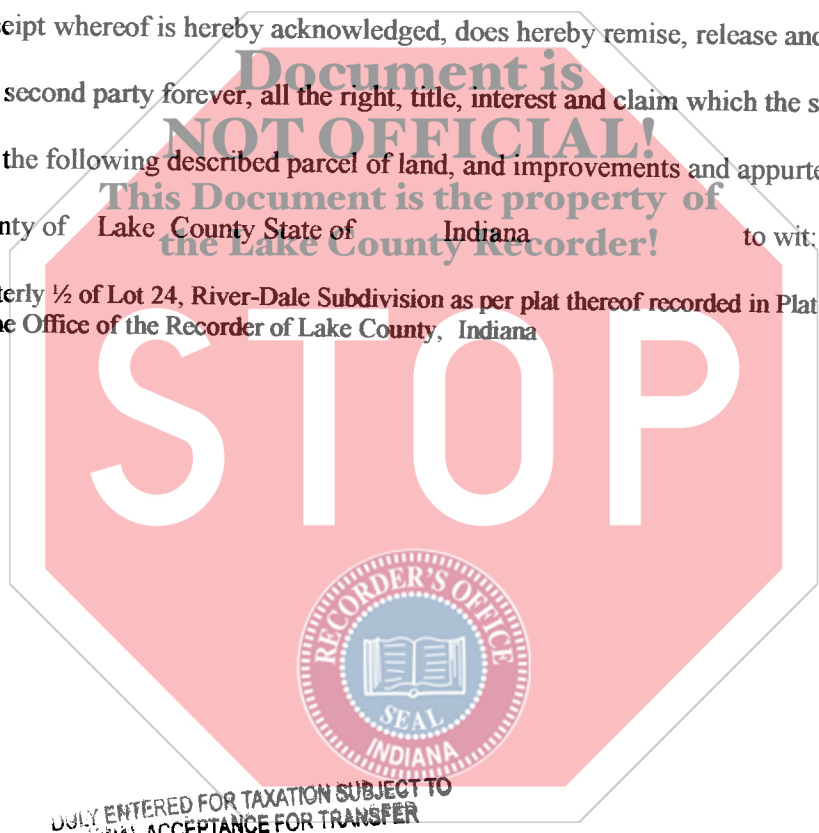 ceipt whereof is hereby acknowledged, does hereby remise, release and
Document is
second party forever, all the right, title, interest and claim which the s
NOT OFFICIAL!
the following described parcel of land, and improvements and appurte
This Document is the property of
nty of Lake County State of Indiana to wit:
the Lake County Recorder!
terly ½ of Lot 24, River-Dale Subdivision as per plat thereof recorded in Plat
e Office of the Recorder of Lake County, Indiana
STOP
RECORDER'S OFFICE
SEAL
INDIANA
DULY ENTERED FOR TAXATION SUBJECT TO
ACCEPTANCE FOR TRANSFER